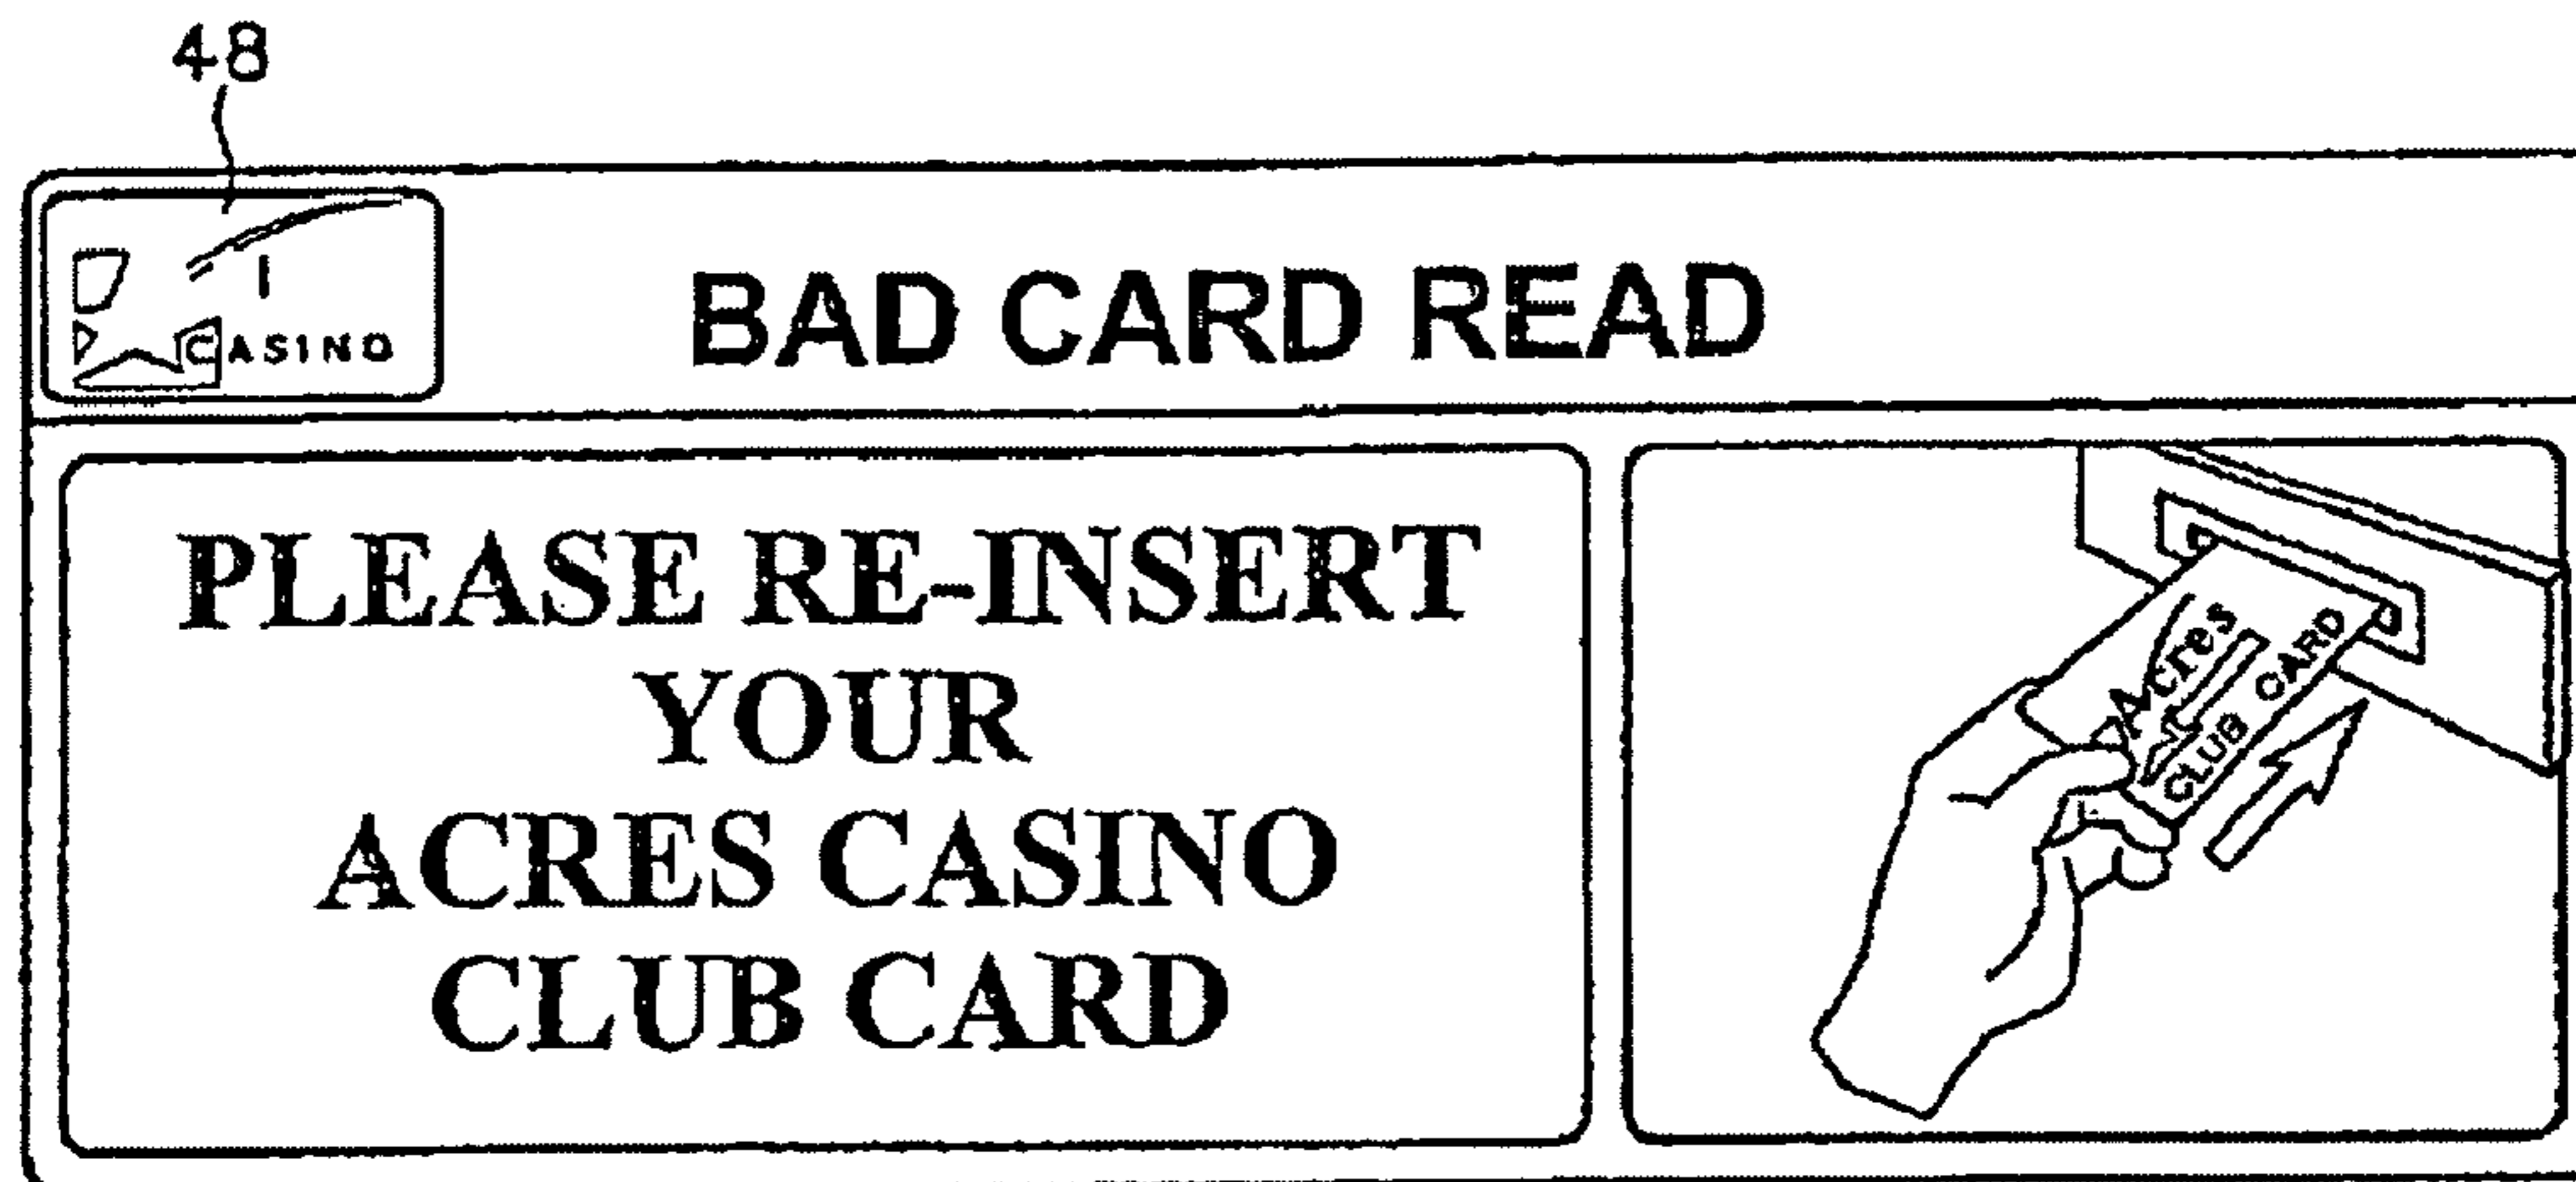 48
CASINO
BAD CARD READ
PLEASE RE-INSERT
YOUR
ACRES CASINO
CLUB CARD
Acres
CLUB CARD